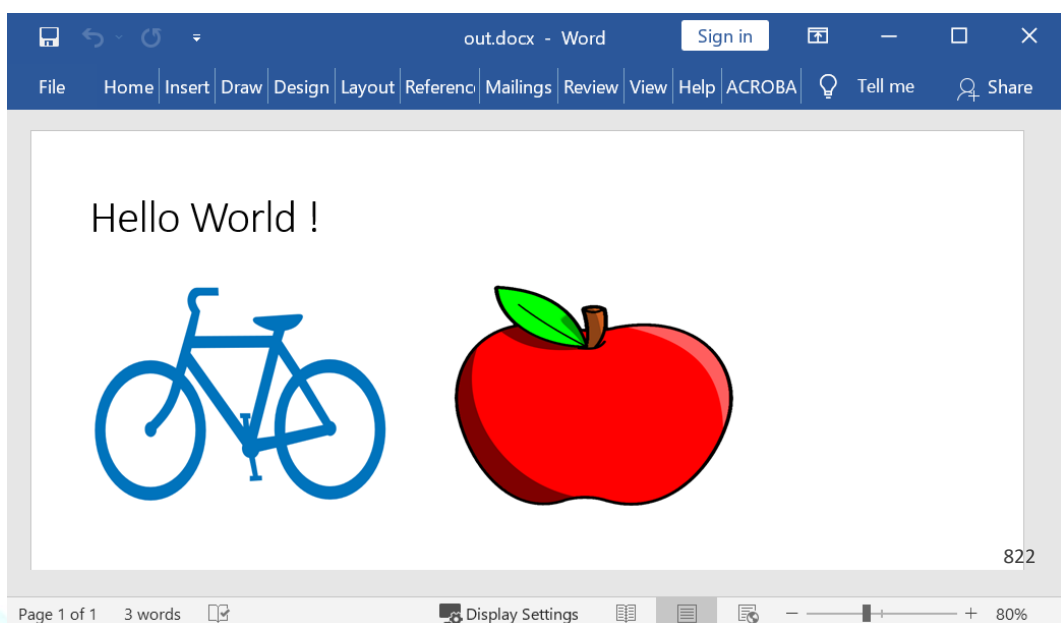 out.docx - Word Sign in
File Home Insert Draw Design Layout Referenc Mailings Review View Help ACROBA Tell me Share
Hello World !
822
Page 1 of 1 3 words Display Settings 80%